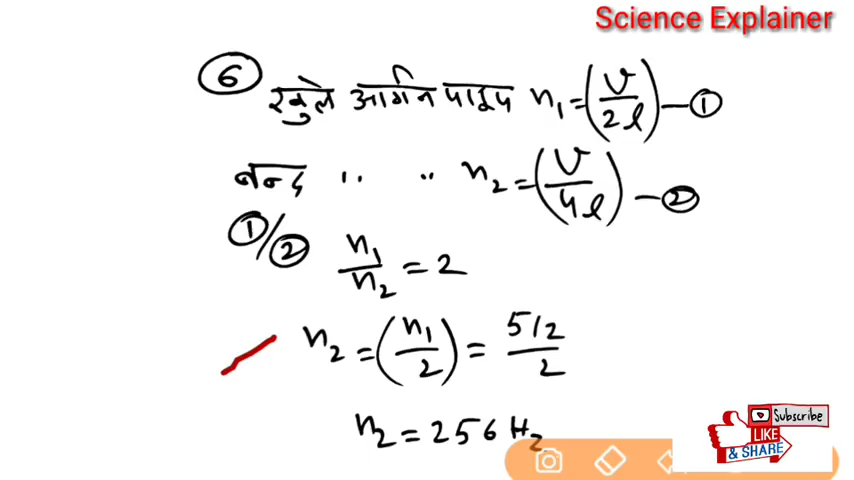 Science Explainer
6 खुले आर्गन पाइप n₁ = (v/2l) — 1
बन्द " " n₂ = (v/4l) — 2
1/2 n₁/n₂ = 2
n₂ = (n₁/2) = 512/2
n₂ = 256 Hz
Subscribe
LIKE
& SHARE